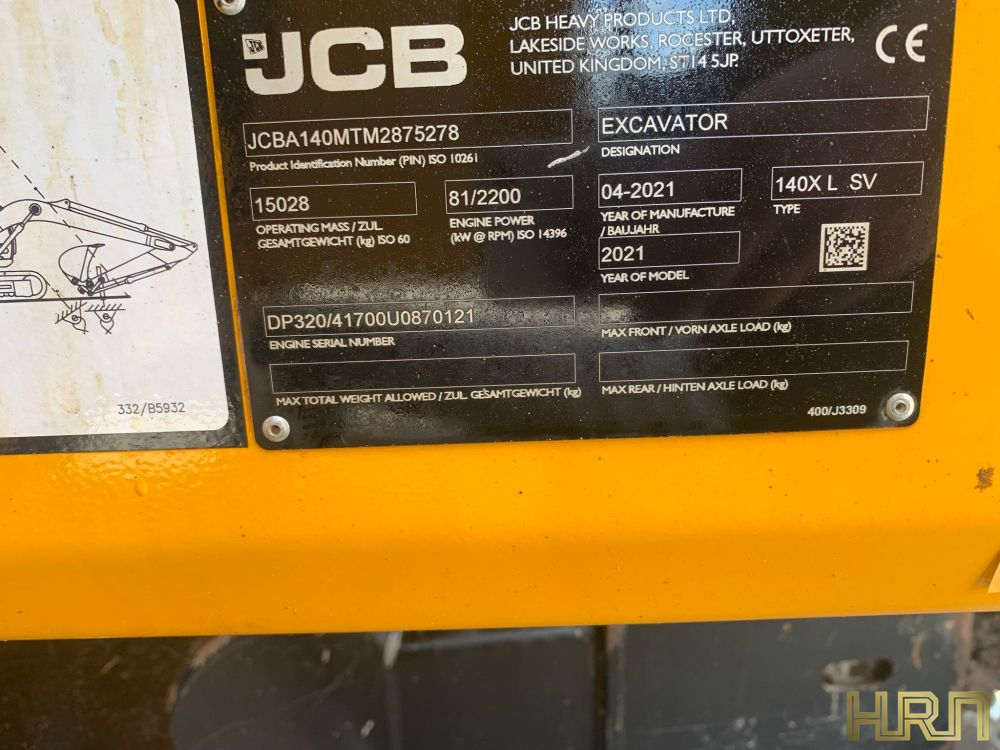 JCB
JCB HEAVY PRODUCTS LTD,
LAKESIDE WORKS, ROCESTER, UTTOXETER,
UNITED KINGDOM, ST14 5JP.
CE
JCBA140MTM2875278
Product Identification Number (PIN) ISO 10261
EXCAVATOR
DESIGNATION
15028
OPERATING MASS / ZUL.
GESAMTGEWICHT (kg) ISO 60
81/2200
ENGINE POWER
(kW @ RPM) ISO 14396
04-2021
YEAR OF MANUFACTURE
/ BAUJAHR
140X L SV
TYPE
2021
YEAR OF MODEL
DP320/41700U0870121
ENGINE SERIAL NUMBER
MAX FRONT / VORN AXLE LOAD (kg)
MAX TOTAL WEIGHT ALLOWED / ZUL. GESAMTGEWICHT (kg)
MAX REAR / HINTEN AXLE LOAD (kg)
400/J3309
332/B5932
HRN